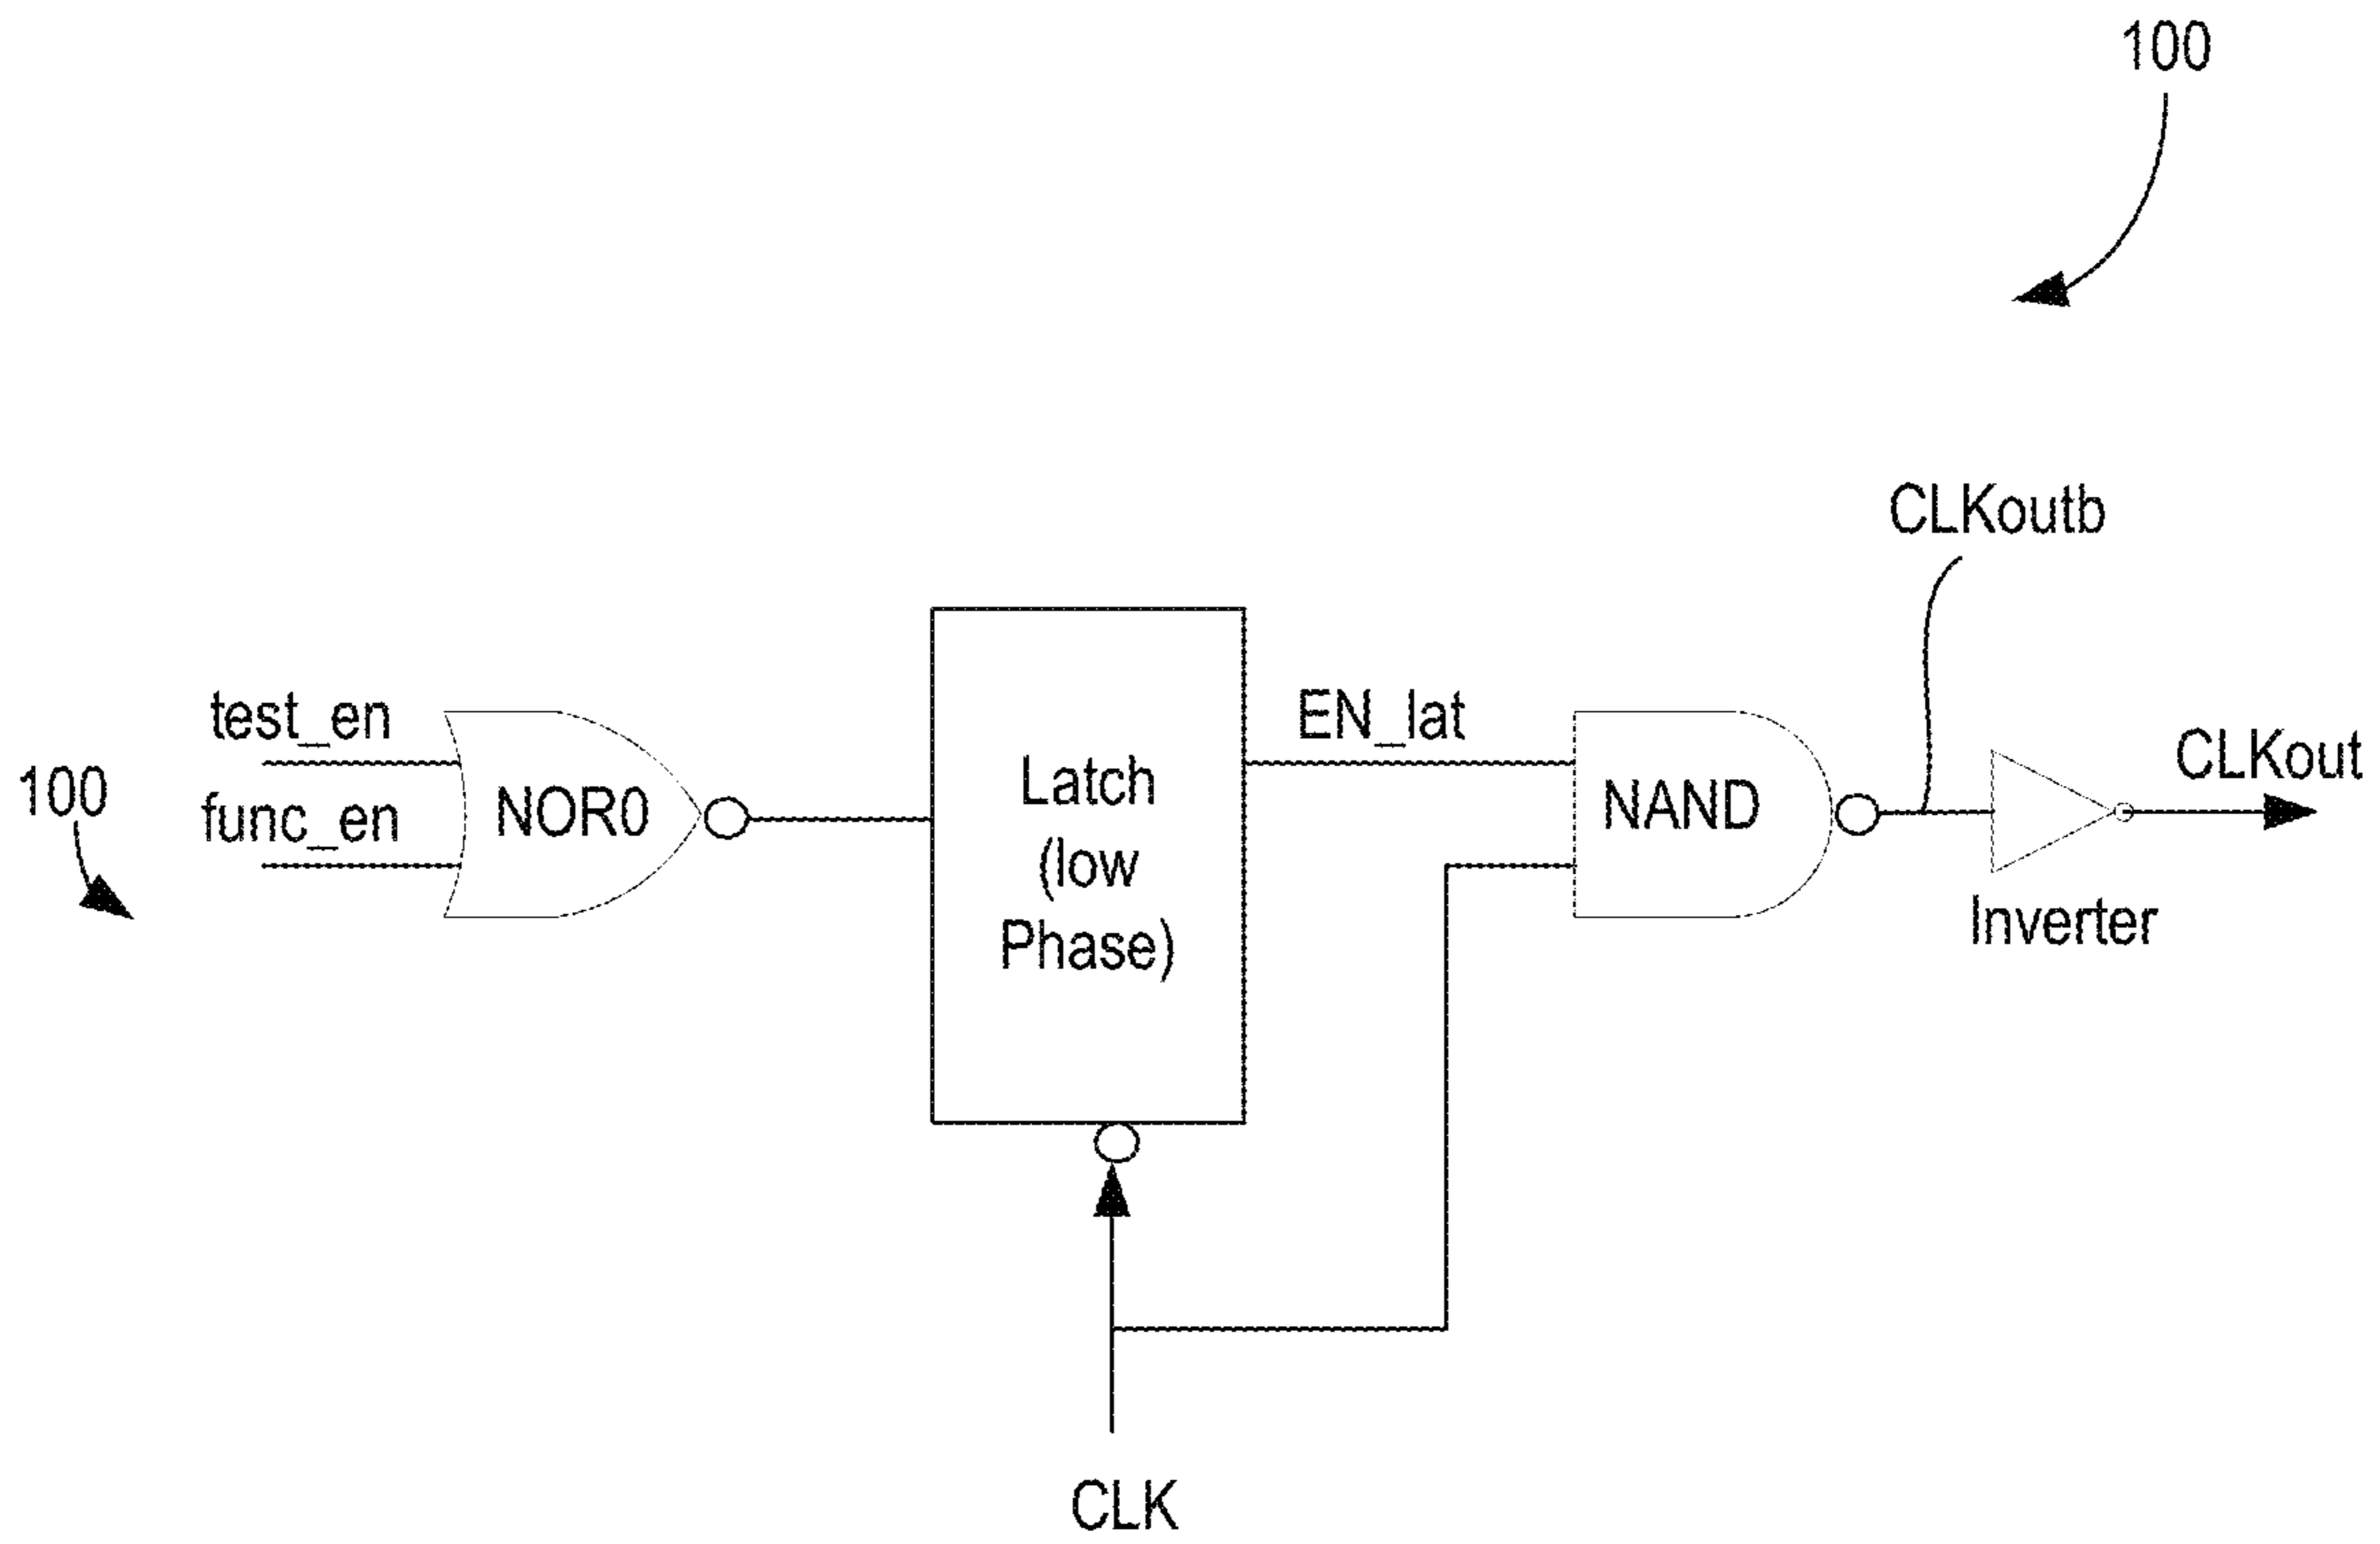 100
CLKoutb
test_en
EN_lat
CLKout
100
func_en
NOR0
Latch
(low
Phase)
NAND
Inverter
CLK